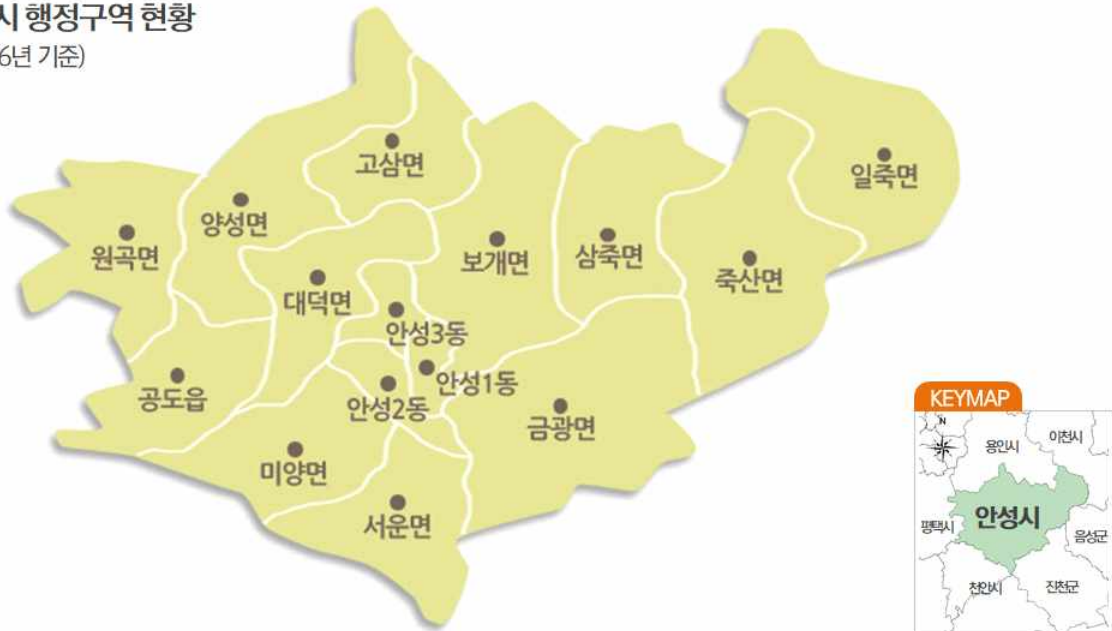 시 행정구역 현황
6년 기준)
고삼면
일죽면
양성면
원곡면
보개면
삼죽면
죽산면
대덕면
안성3동
안성1동
공도읍
안성2동
금광면
미양면
서운면
KEYMAP
N
용인시
이천시
평택시
안성시
음성군
천안시
진천군